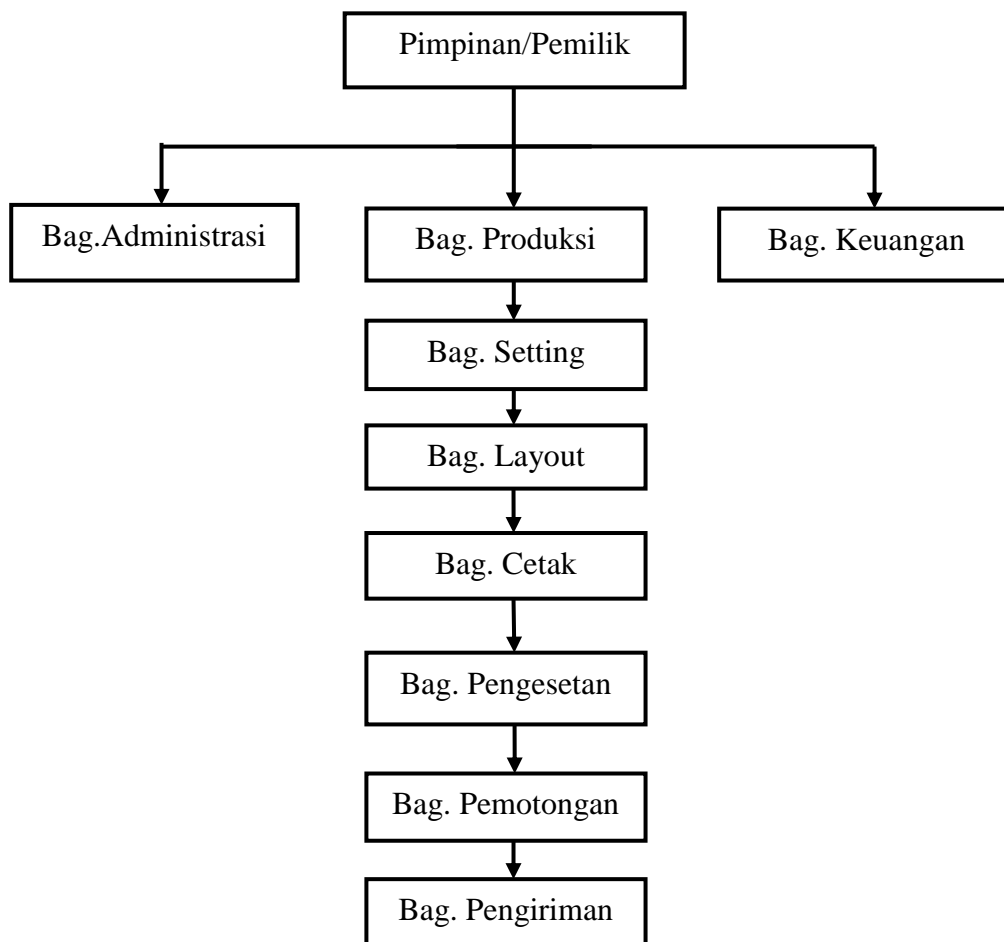 Pimpinan/Pemilik
Bag.Administrasi
Bag. Produksi
Bag. Keuangan
Bag. Setting
Bag. Layout
Bag. Cetak
Bag. Pengesetan
Bag. Pemotongan
Bag. Pengiriman